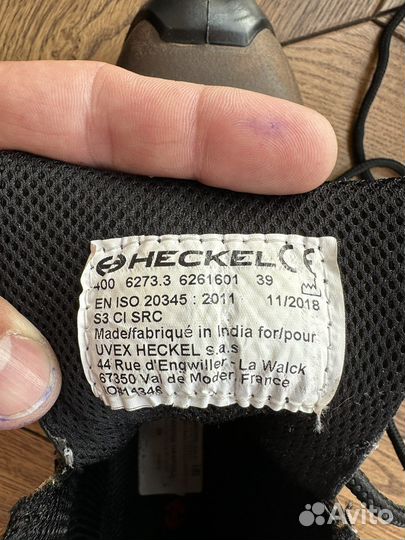 HECKEL CE
400 6273.3 6261601 39
EN ISO 20345 : 2011 11/2018
S3 CI SRC
Made/fabriqué in India for/pour
UVEX HECKEL s.a.s
44 Rue d'Engwiller - La Walck
67350 Val de Moder, France
Avito